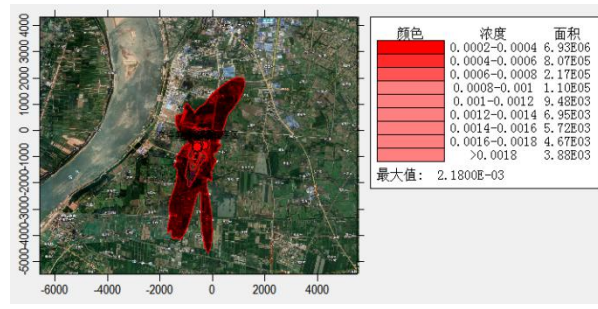 颜色 浓度 面积
0.0002-0.0004 6.93E06
0.0004-0.0006 8.07E05
0.0006-0.0008 2.17E05
0.0008-0.001 1.10E05
0.001-0.0012 9.48E03
0.0012-0.0014 6.95E03
0.0014-0.0016 5.72E03
0.0016-0.0018 4.67E03
>0.0018 3.88E03
最大值: 2.1800E-03
4000
3000
2000
1000
0
-1000
-2000
-3000
-4000
-5000
-6000 -4000 -2000 0 2000 4000